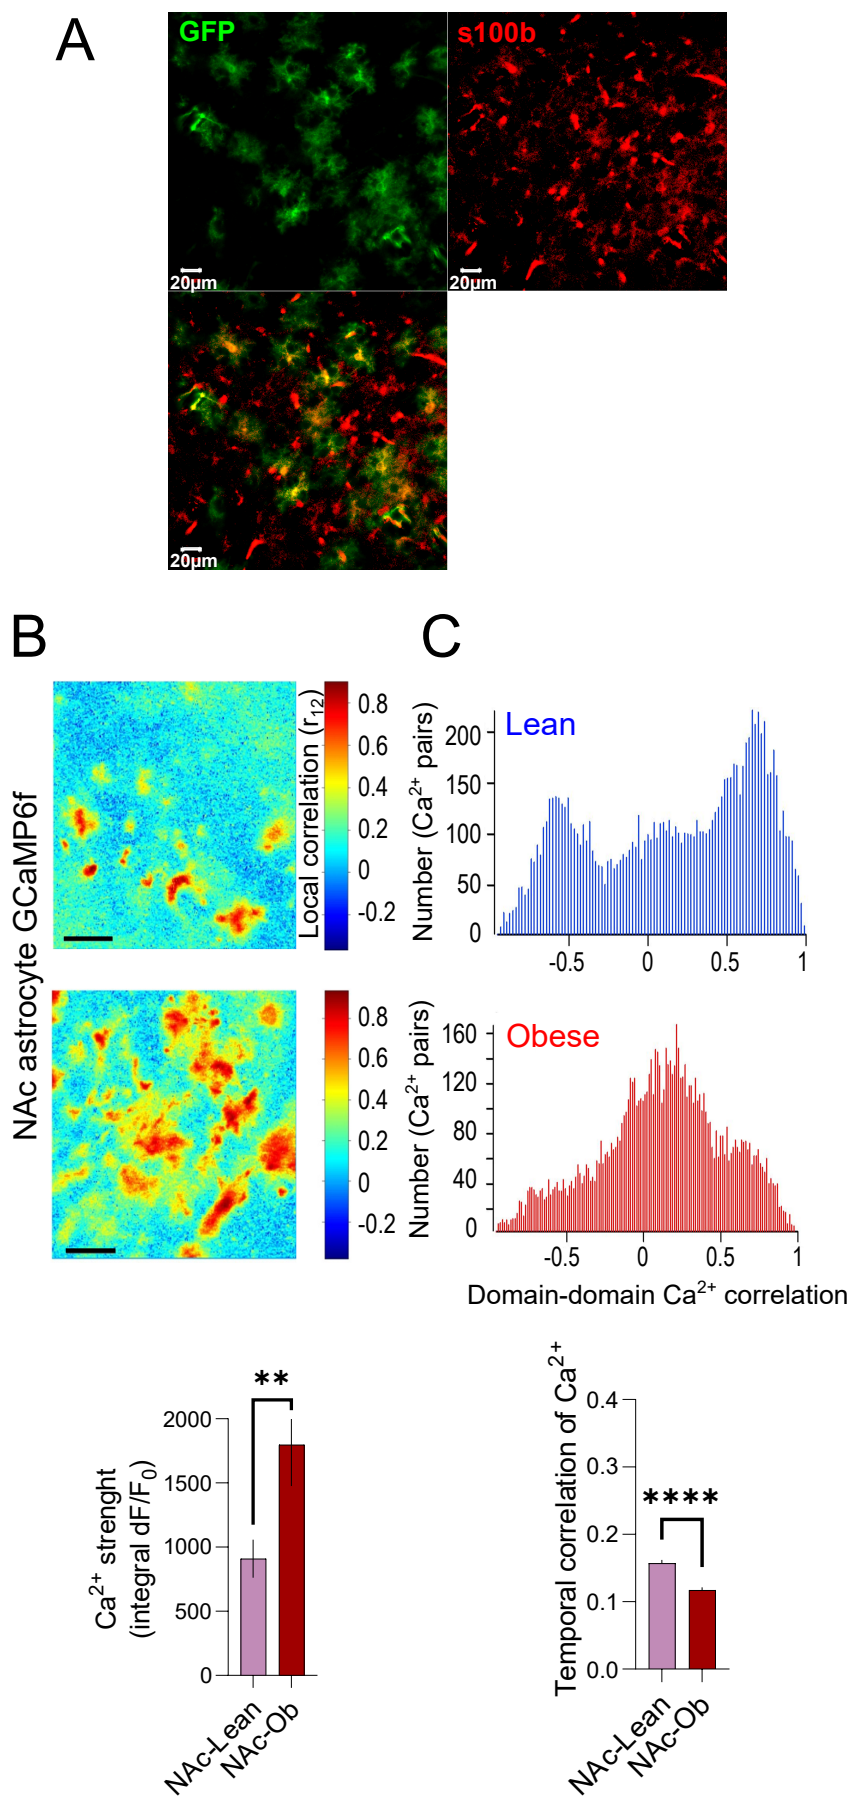 A
GFP
s100b
20µm
20µm
20µm
B
C
NAc astrocyte GCaMP6f
Local correlation (r12)
0.8
0.6
0.4
0.2
0
-0.2
0.8
0.6
0.4
0.2
0
-0.2
Number (Ca2+ pairs)
Lean
200
150
100
50
0
-0.5
0
0.5
1
Number (Ca2+ pairs)
Obese
160
120
80
40
0
-0.5
0
0.5
1
Domain-domain Ca2+ correlation
Ca2+ strenght
(integral dF/F0)
**
2000
1500
1000
500
0
NAc-Lean
NAc-Ob
Temporal correlation of Ca2+
****
0.4
0.3
0.2
0.1
0.0
NAc-Lean
NAc-Ob